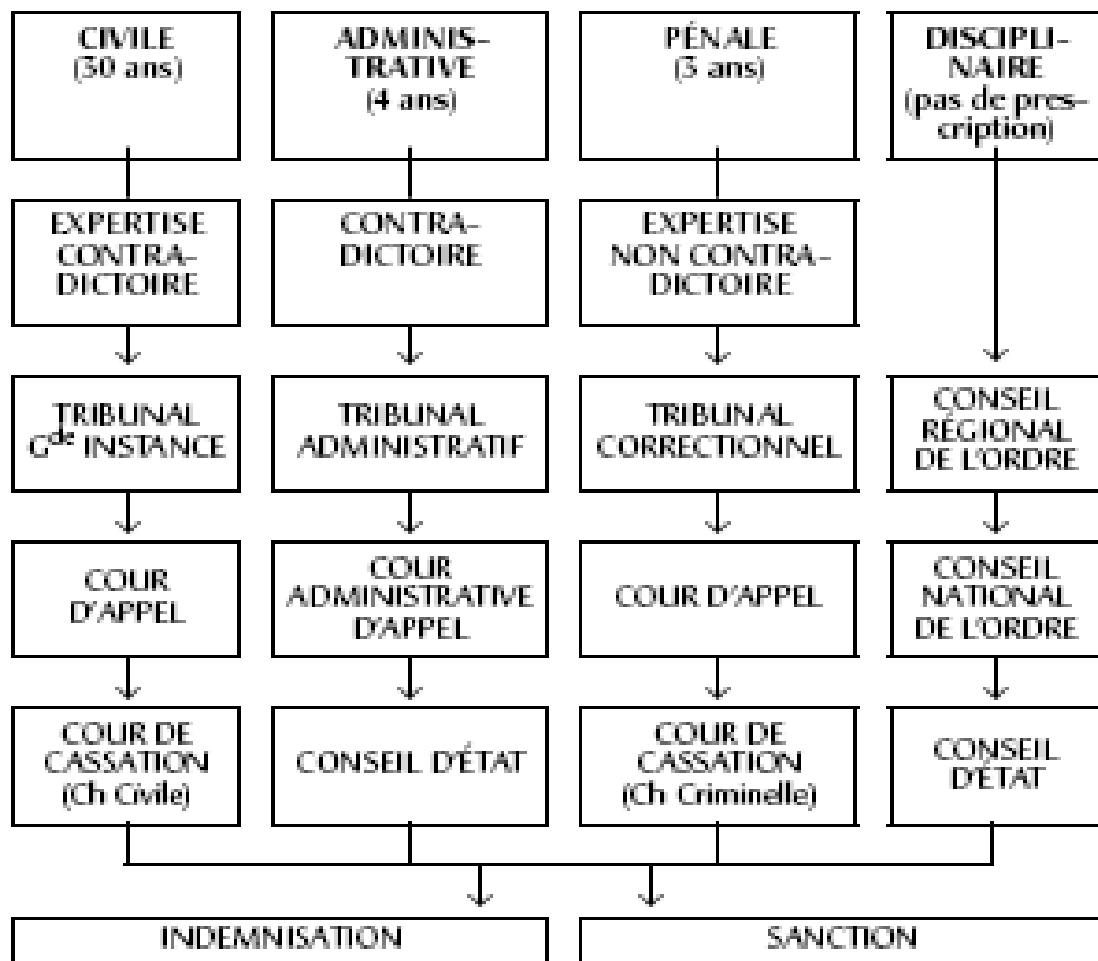 CIVILE
(30 ans)
ADMINIS-
TRATIVE
(4 ans)
PÉNALE
(3 ans)
DISCIPLI-
NAIRE
(pas de pres-
cription)
EXPERTISE
CONTRA-
DICTOIRE
CONTRA-
DICTOIRE
EXPERTISE
NON CONTRA-
DICTOIRE
TRIBUNAL
Gde INSTANCE
TRIBUNAL
ADMINISTRATIF
TRIBUNAL
CORRECTIONNEL
CONSEIL
RÉGIONAL
DE L'ORDRE
COUR
D'APPEL
COUR
ADMINISTRATIVE
D'APPEL
COUR D'APPEL
CONSEIL
NATIONAL
DE L'ORDRE
COUR DE
CASSATION
(Ch Civile)
CONSEIL D'ÉTAT
COUR DE
CASSATION
(Ch Criminelle)
CONSEIL
D'ÉTAT
INDEMNISATION
SANCTION